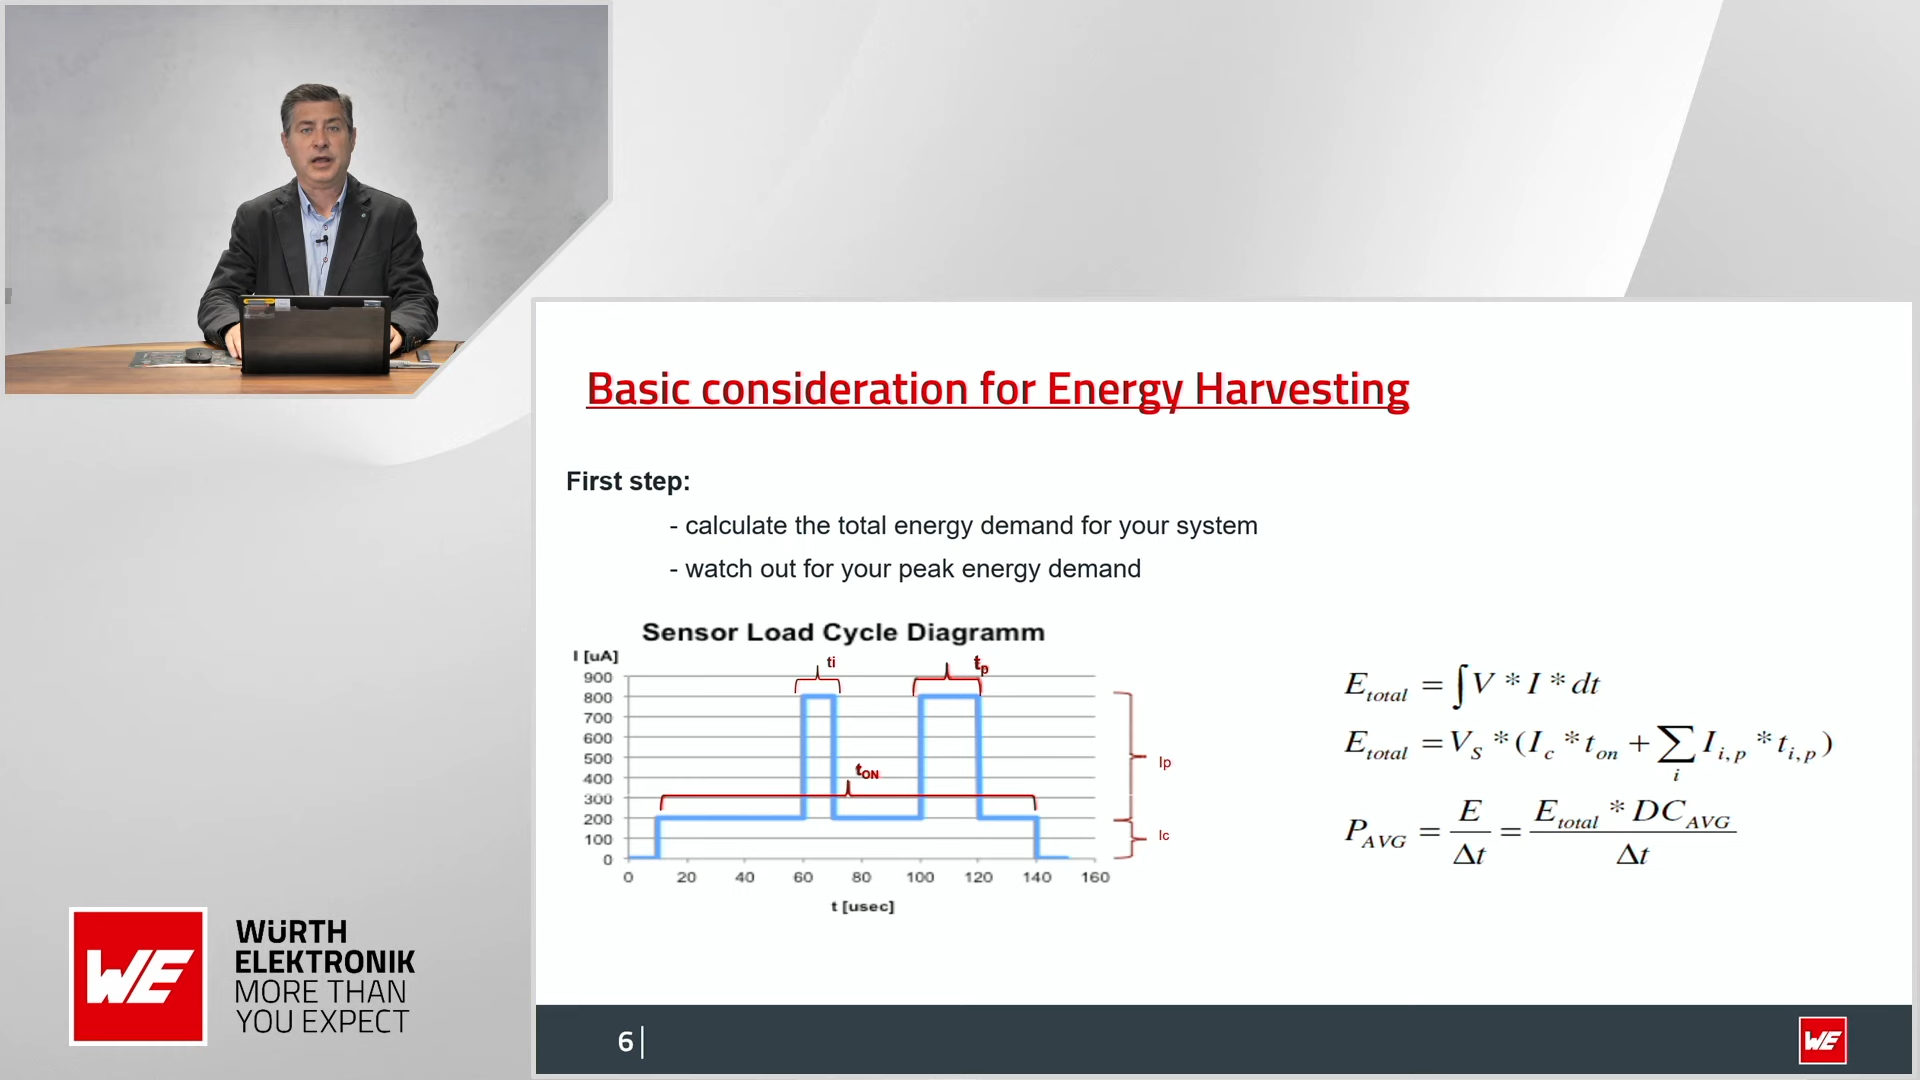 Basic consideration for Energy Harvesting
First step:
- calculate the total energy demand for your system
- watch out for your peak energy demand
Sensor Load Cycle Diagramm
I [uA]
ti
tp
900
800
700
600
500
400
300
200
100
0
tON
Ip
Ic
0 20 40 60 80 100 120 140 160
t [usec]
E_total = ∫V * I * dt
E_total = V_S * (I_c * t_on + ∑_i I_i,p * t_i,p)
P_AVG = E/Δt = E_total * DC_AVG/Δt
WE
WÜRTH
ELEKTRONIK
MORE THAN
YOU EXPECT
6|
WE